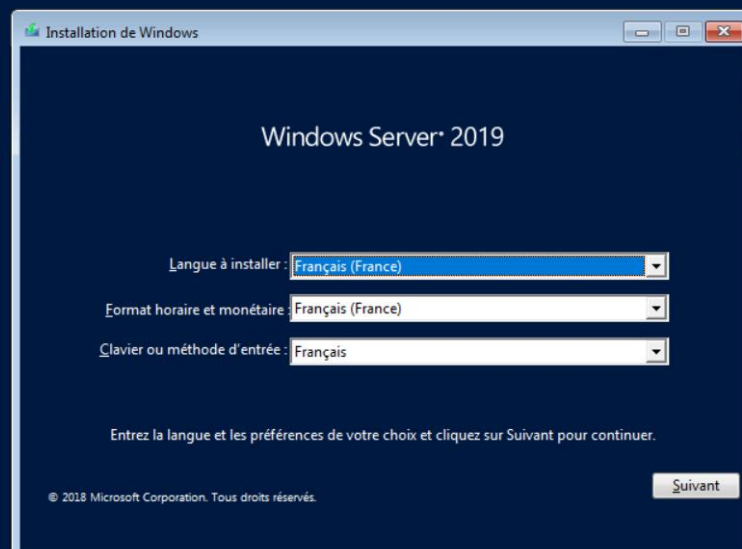 Installation de Windows
Windows Server 2019
Langue à installer : Français (France)
Format horaire et monétaire : Français (France)
Clavier ou méthode d'entrée : Français
Entrez la langue et les préférences de votre choix et cliquez sur Suivant pour continuer.
Suivant
© 2018 Microsoft Corporation. Tous droits réservés.